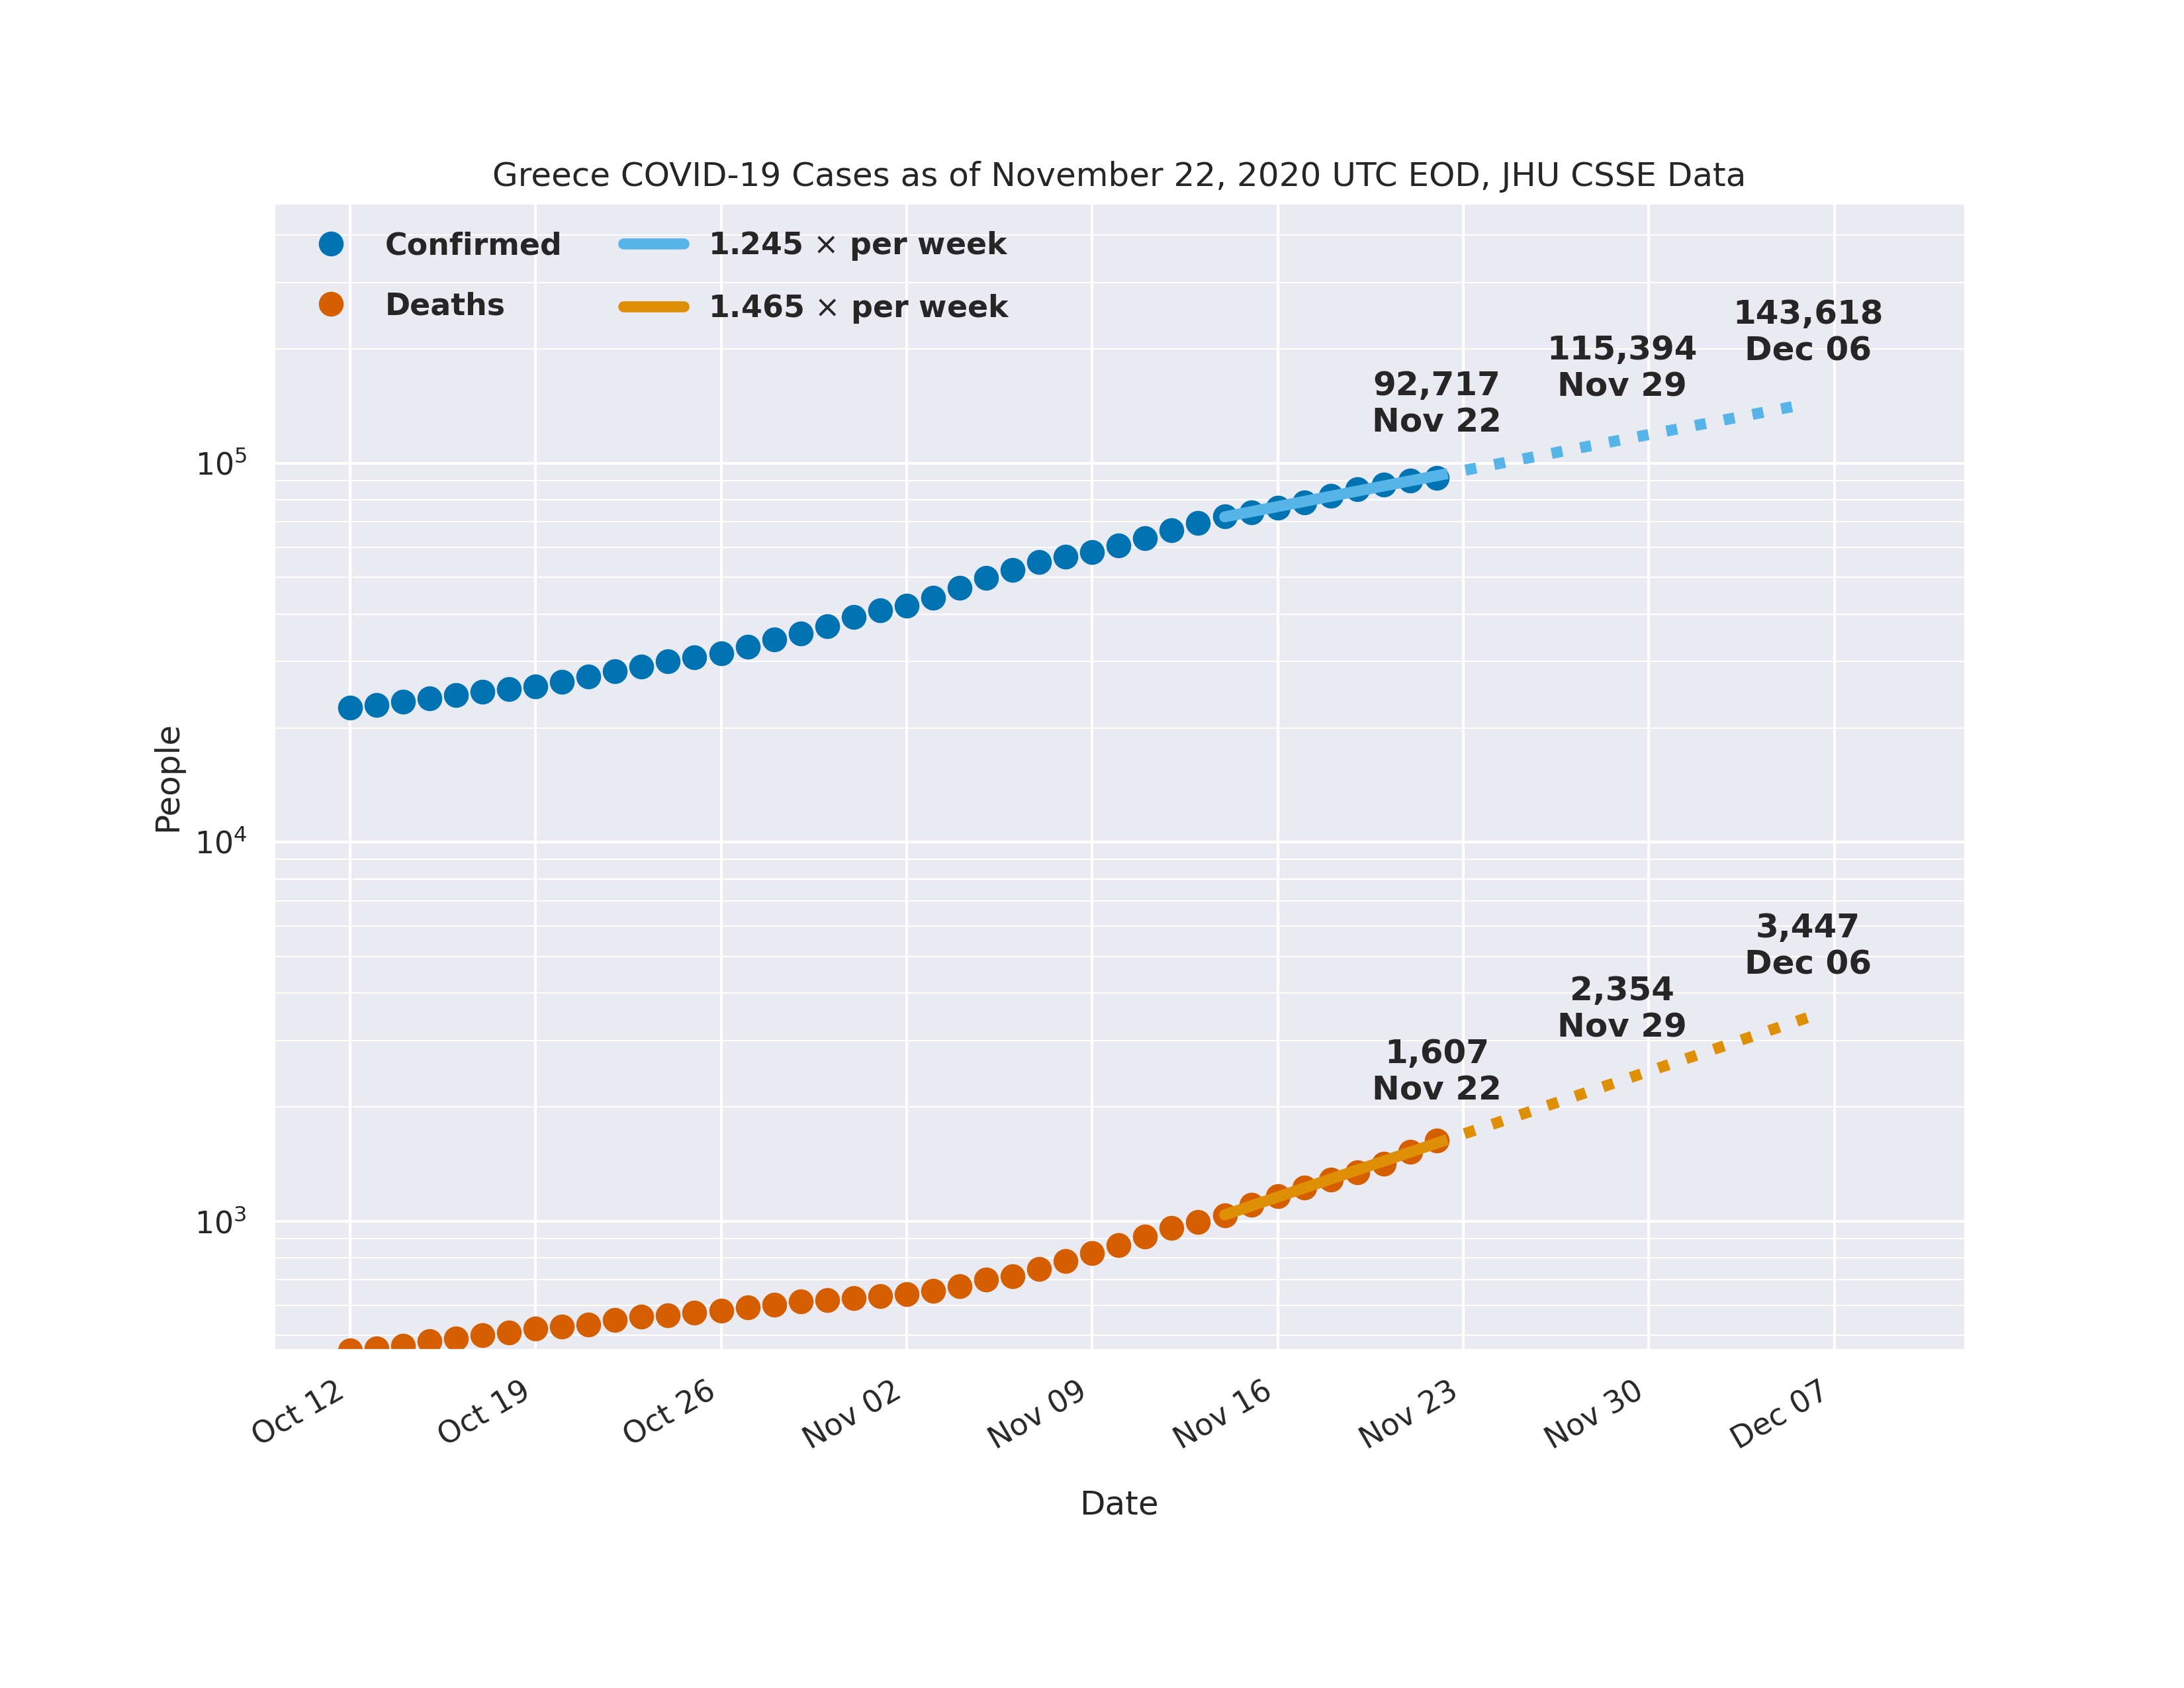 Greece COVID-19 Cases as of November 22, 2020 UTC EOD, JHU CSSE Data
Confirmed
Deaths
1.245 × per week
1.465 × per week
143,618
Dec 06
115,394
Nov 29
92,717
Nov 22
3,447
Dec 06
2,354
Nov 29
1,607
Nov 22
People
10⁵
10⁴
10³
Oct 12
Oct 19
Oct 26
Nov 02
Nov 09
Nov 16
Nov 23
Nov 30
Dec 07
Date